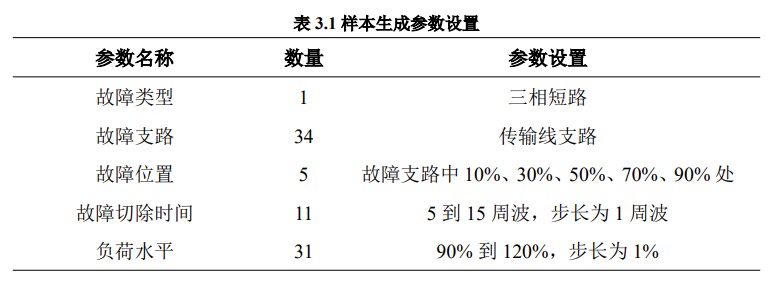 表 3.1 样本生成参数设置
参数名称 数量 参数设置
故障类型 1 三相短路
故障支路 34 传输线支路
故障位置 5 故障支路中 10%、30%、50%、70%、90% 处
故障切除时间 11 5 到 15 周波，步长为 1 周波
负荷水平 31 90% 到 120%，步长为 1%